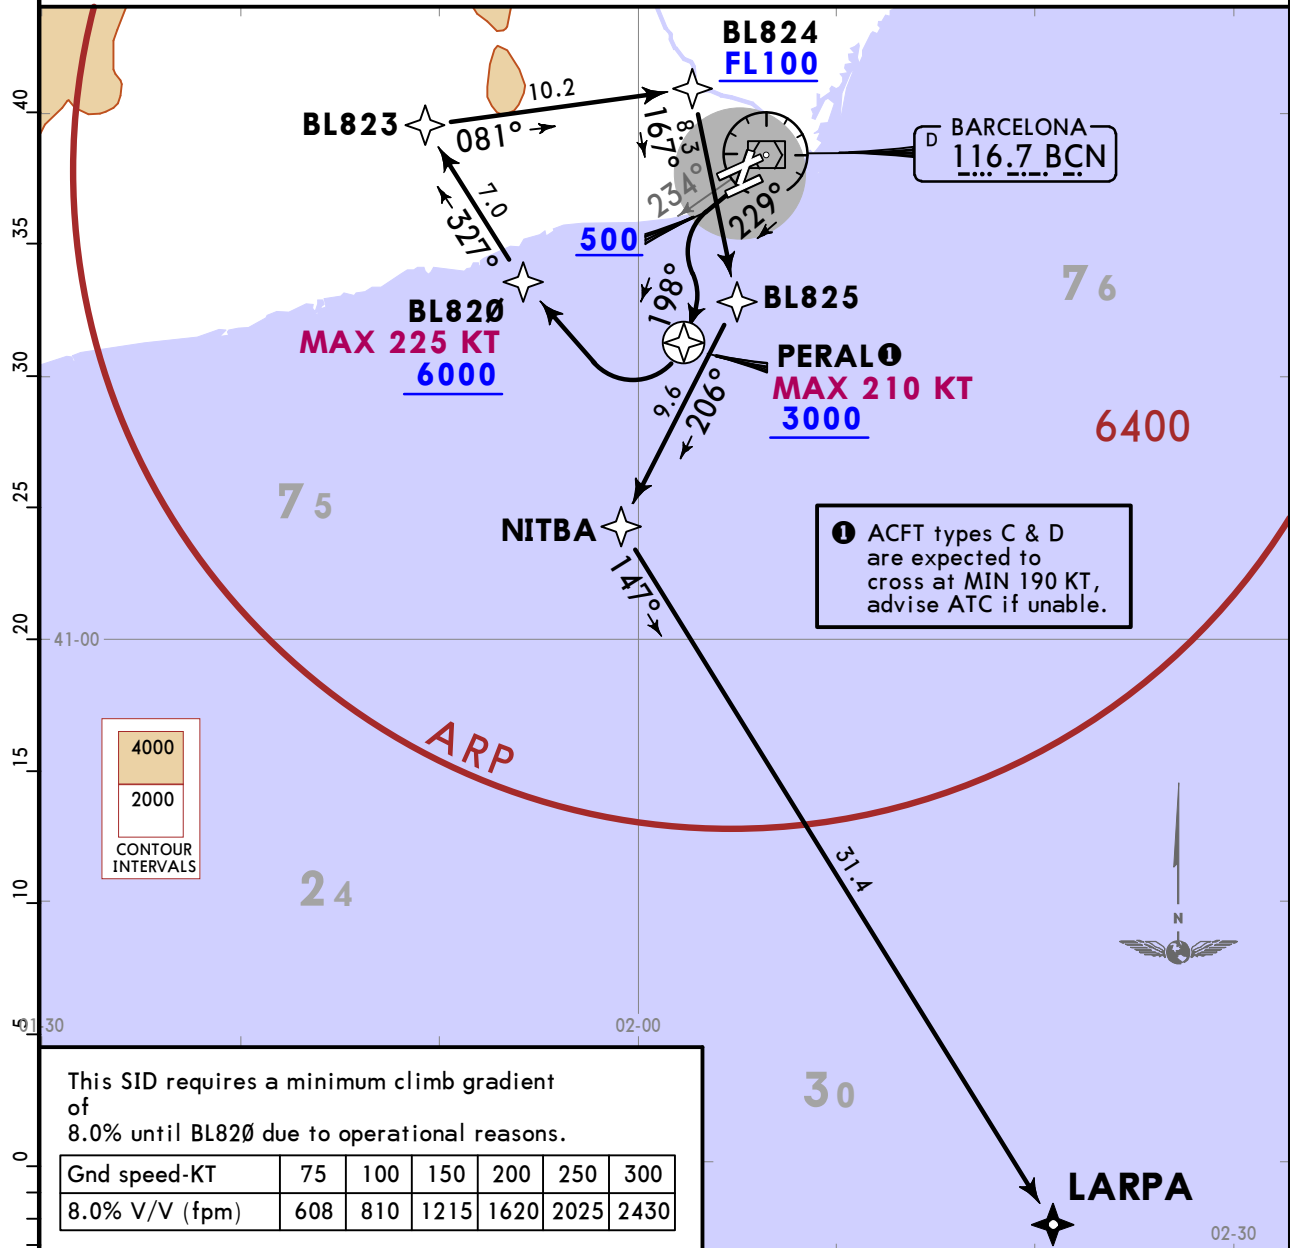 BL824
FL100
40
10.2
BL823
081°
167°
8.3
BARCELONA
D
116.7 BCN
7.0
327°
234°
229°
35
500
76
198°
BL82Ø
MAX 225 KT
6000
BL825
30
PERAL❶
MAX 210 KT
3000
9.6
206°
6400
75
25
NITBA
❶ ACFT types C & D
are expected to
cross at MIN 190 KT,
advise ATC if unable.
147°
20
41-00
ARP
15
4000
2000
CONTOUR
INTERVALS
31.4
10
24
N
5
01-30
02-00
30
This SID requires a minimum climb gradient
of
8.0% until BL82Ø due to operational reasons.
0
Gnd speed-KT 75 100 150 200 250 300
8.0% V/V (fpm) 608 810 1215 1620 2025 2430
LARPA
02-30